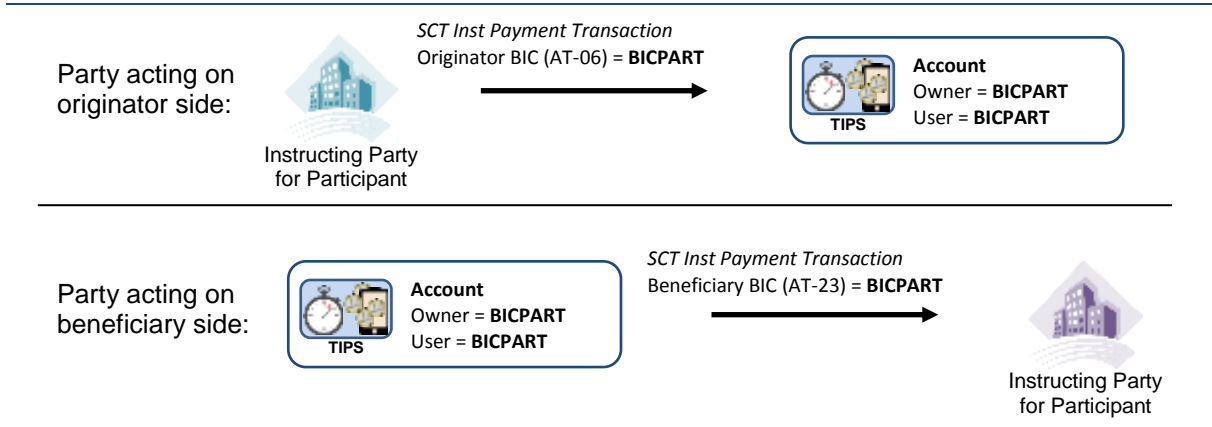 Party acting on
originator side:
Instructing Party
for Participant
SCT Inst Payment Transaction
Originator BIC (AT-06) = BICPART
TIPS
Account
Owner = BICPART
User = BICPART
Party acting on
beneficiary side:
TIPS
Account
Owner = BICPART
User = BICPART
SCT Inst Payment Transaction
Beneficiary BIC (AT-23) = BICPART
Instructing Party
for Participant